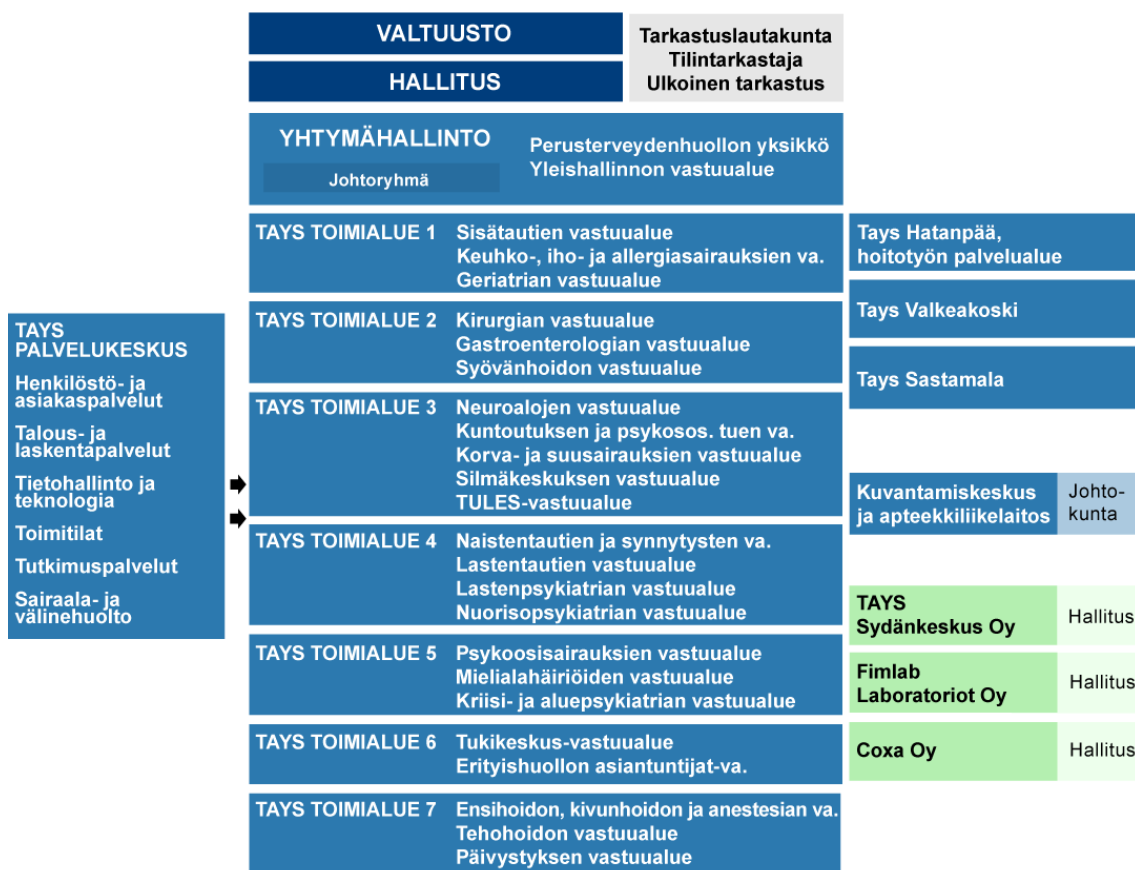 VALTUUSTO
HALLITUS
Tarkastuslautakunta
Tilintarkastaja
Ulkoinen tarkastus
YHTYMÄHALLINTO
Johtoryhmä
Perusterveydenhuollon yksikkö
Yleishallinnon vastuualue
TAYS
PALVELUKESKUS
Henkilöstö- ja
asiakaspalvelut
Talous- ja
laskentapalvelut
Tietohallinto ja
teknologia
Toimitilat
Tutkimuspalvelut
Sairaala- ja
välinehuolto
TAYS TOIMIALUE 1
Sisätautien vastuualue
Keuhko-, iho- ja allergiasairauksien va.
Geriatrian vastuualue
TAYS TOIMIALUE 2
Kirurgian vastuualue
Gastroenterologian vastuualue
Syövänhoidon vastuualue
TAYS TOIMIALUE 3
Neuroalojen vastuualue
Kuntoutuksen ja psykosos. tuen va.
Korva- ja suusairauksien vastuualue
Silmäkeskuksen vastuualue
TULES-vastuualue
TAYS TOIMIALUE 4
Naistentautien ja synnytysten va.
Lastentautien vastuualue
Lastenpsykiatrian vastuualue
Nuorisopsykiatrian vastuualue
TAYS TOIMIALUE 5
Psykoosisairauksien vastuualue
Mielialahäiriöiden vastuualue
Kriisi- ja aluepsykiatrian vastuualue
TAYS TOIMIALUE 6
Tukikeskus-vastuualue
Erityishuollon asiantuntijat-va.
TAYS TOIMIALUE 7
Ensihoidon, kivunhoidon ja anestesian va.
Tehohoidon vastuualue
Päivystyksen vastuualue
Tays Hatanpää,
hoitotyön palvelualue
Tays Valkeakoski
Tays Sastamala
Kuvantamiskeskus
ja apteekkiliikelaitos
Johto-
kunta
TAYS
Sydänkeskus Oy
Hallitus
Fimlab
Laboratoriot Oy
Hallitus
Coxa Oy
Hallitus